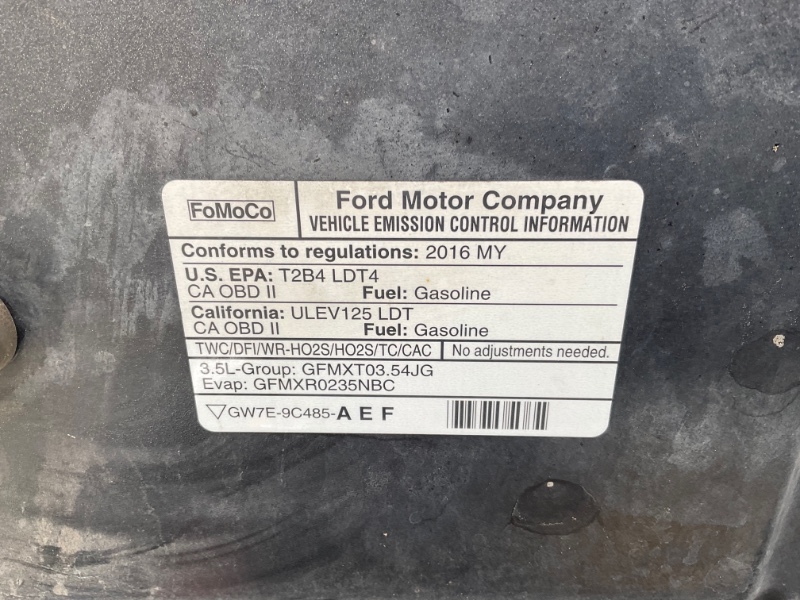 FoMoCo
Ford Motor Company
VEHICLE EMISSION CONTROL INFORMATION
Conforms to regulations: 2016 MY
U.S. EPA: T2B4 LDT4
CA OBD II Fuel: Gasoline
California: ULEV125 LDT
CA OBD II Fuel: Gasoline
TWC/DFI/WR-HO2S/HO2S/TC/CAC No adjustments needed.
3.5L-Group: GFMXT03.54JG
Evap: GFMXR0235NBC
GW7E-9C485-AEF